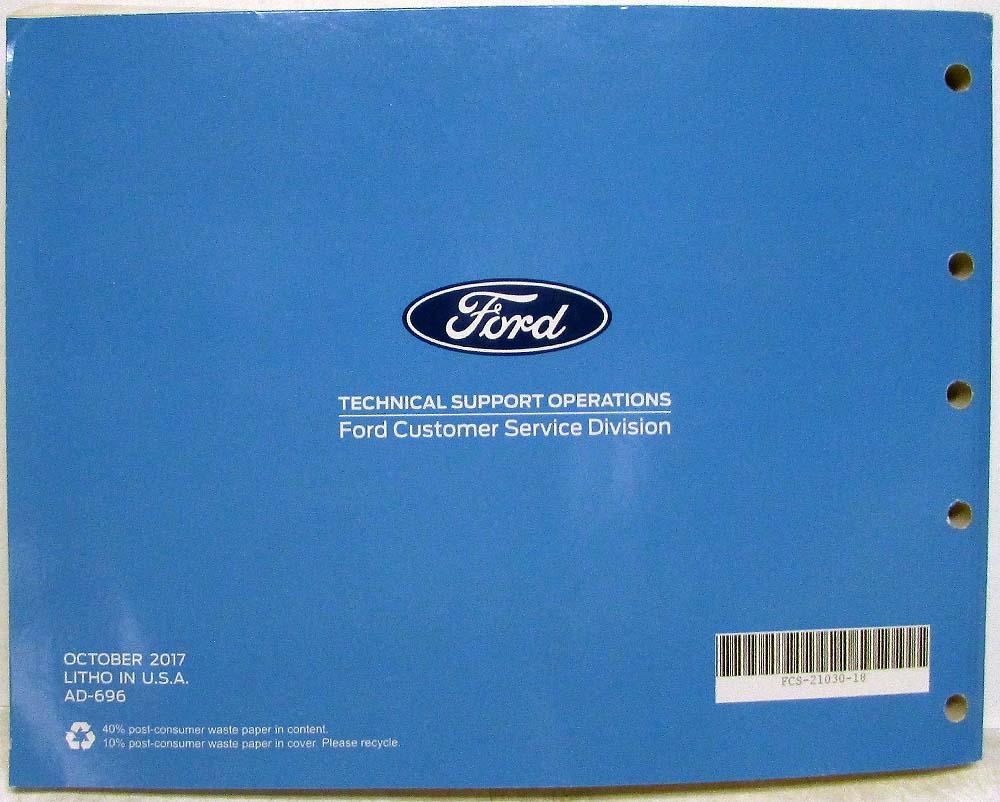 Ford
TECHNICAL SUPPORT OPERATIONS
Ford Customer Service Division
OCTOBER 2017
LITHO IN U.S.A.
AD-696
40% post-consumer waste paper in content.
10% post-consumer waste paper in cover. Please recycle.
FCS-21030-18